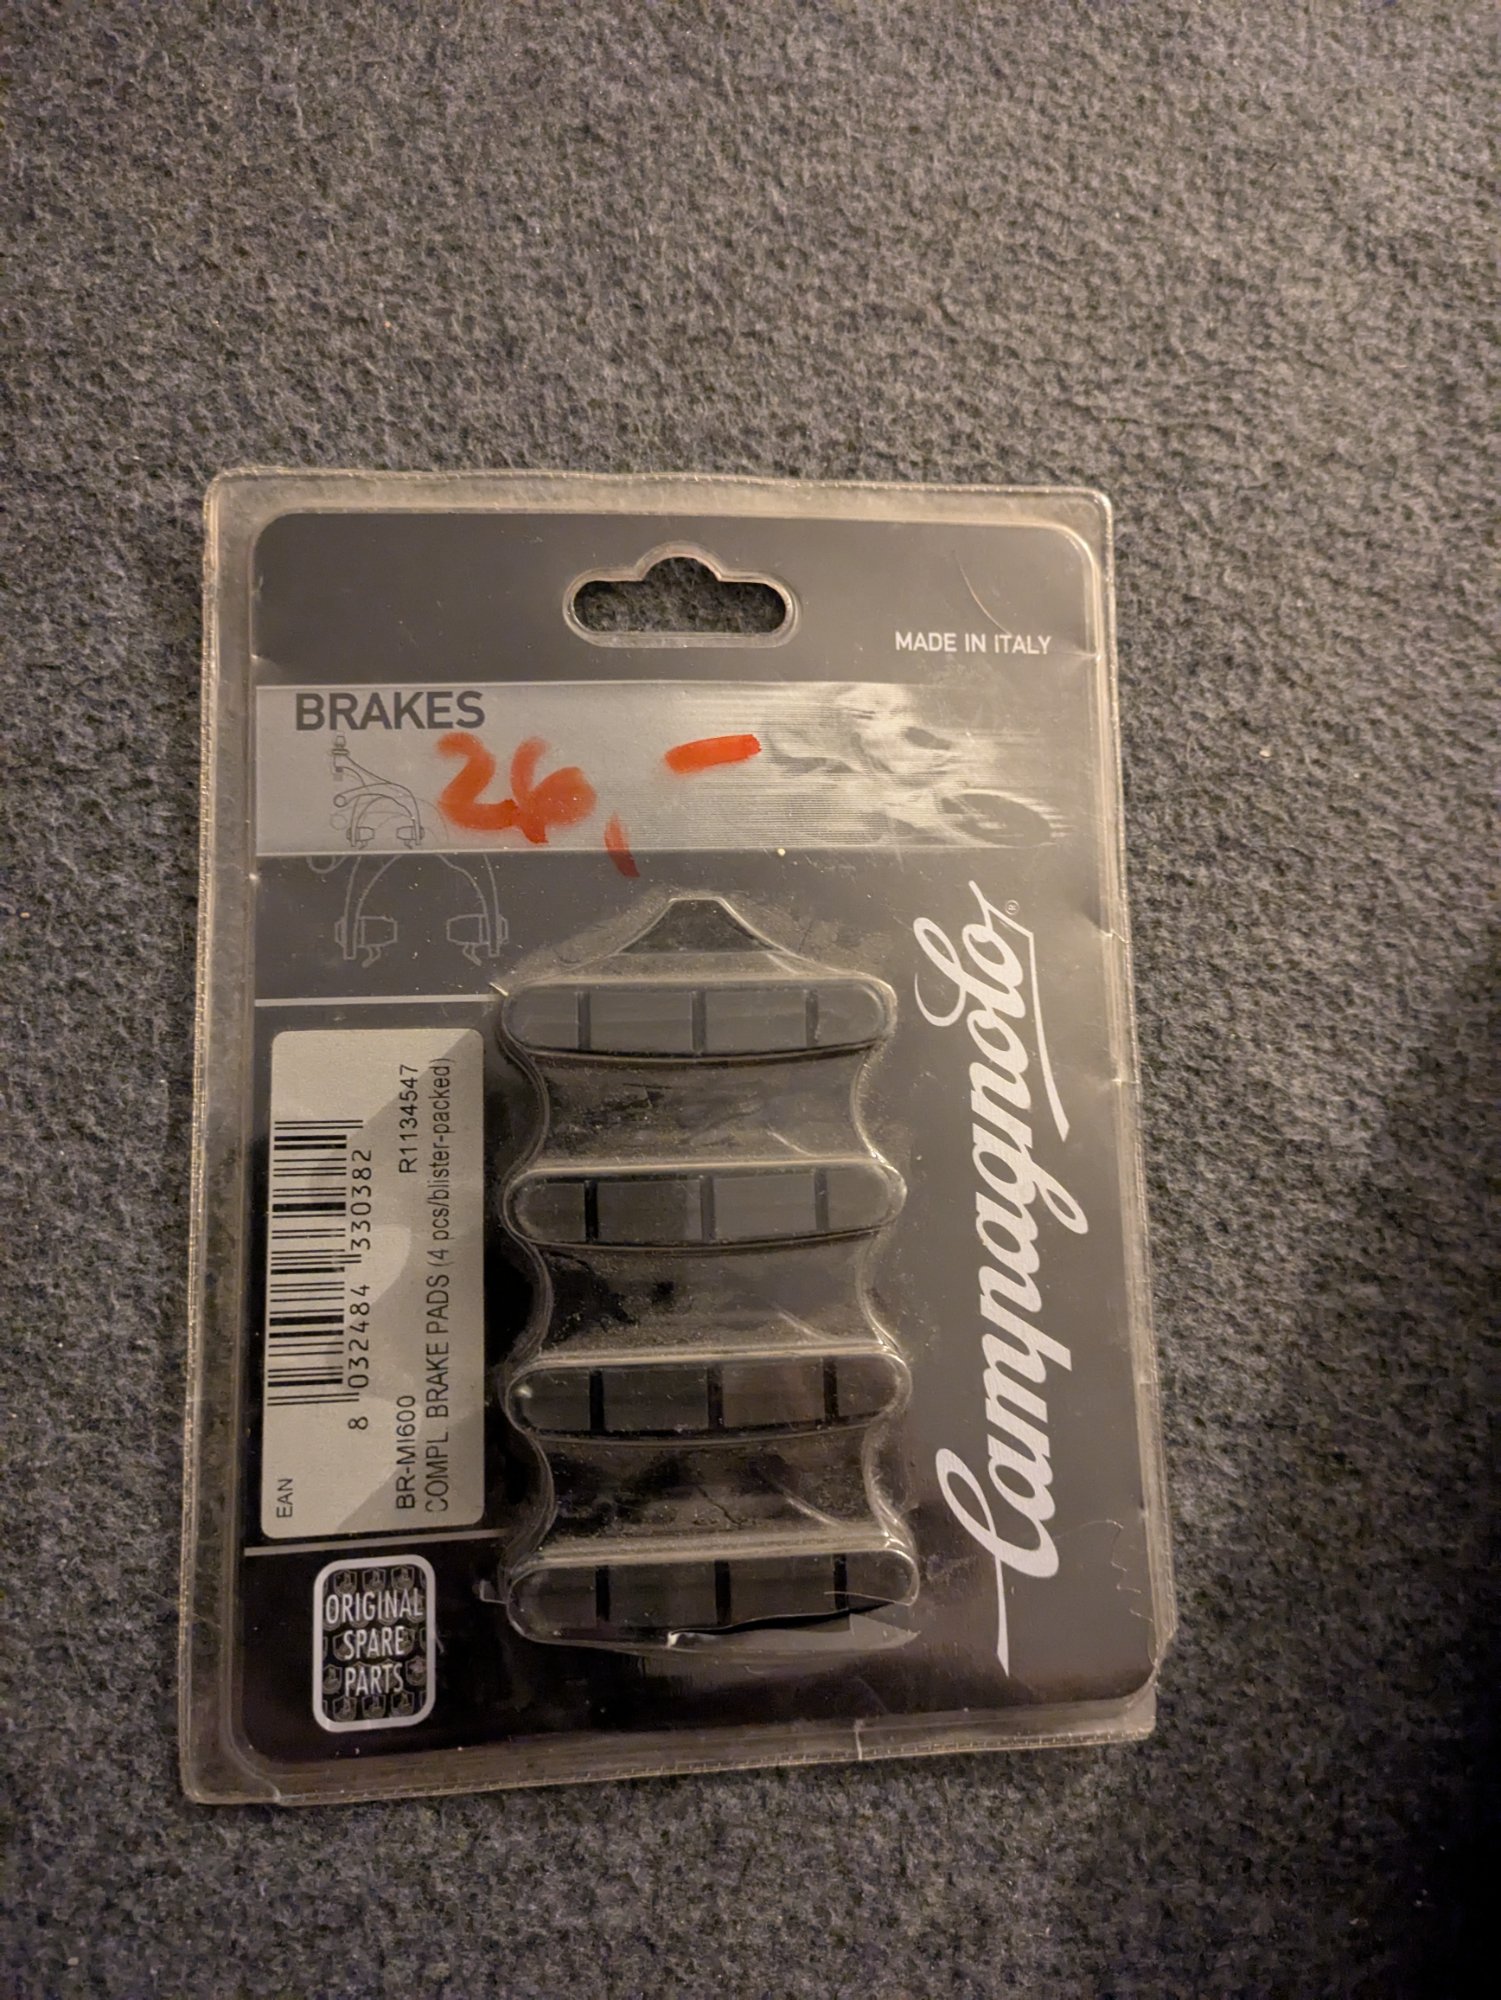 MADE IN ITALY
BRAKES
26,-
Campagnolo®
EAN
8 032484 330382
BR-MI600 R1134547
COMPL BRAKE PADS (4 pcs/blister-packed)
ORIGINAL
SPARE
PARTS